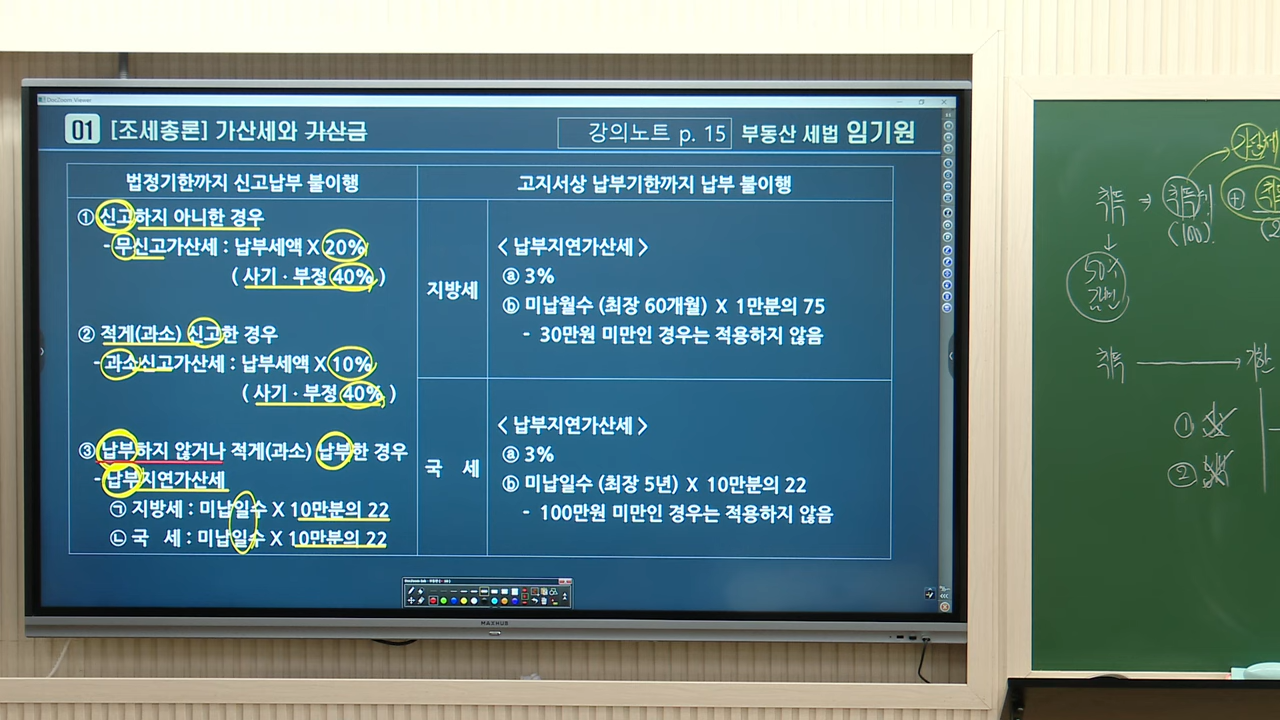 DocZoom Viewer
01 [조세총론] 가산세와 가산금
강의노트 p. 15
부동산 세법 임기원
법정기한까지 신고납부 불이행
고지서상 납부기한까지 납부 불이행
① 신고하지 아니한 경우
- 무신고가산세 : 납부세액 X 20%
( 사기 · 부정 40% )
② 적게(과소) 신고한 경우
- 과소신고가산세 : 납부세액 X 10%
( 사기 · 부정 40% )
③ 납부하지 않거나 적게(과소) 납부한 경우
- 납부지연가산세
㉠ 지방세 : 미납일수 X 10만분의 22
㉡ 국 세 : 미납일수 X 10만분의 22
지방세
< 납부지연가산세 >
ⓐ 3%
ⓑ 미납월수 (최장 60개월) X 1만분의 75
- 30만원 미만인 경우는 적용하지 않음
국 세
< 납부지연가산세 >
ⓐ 3%
ⓑ 미납일수 (최장 5년) X 10만분의 22
- 100만원 미만인 경우는 적용하지 않음
MAXHUB
취득 ⇒ 취득세 ⊕
(100)
↓
50%
감면
취득 → 기한
①
②